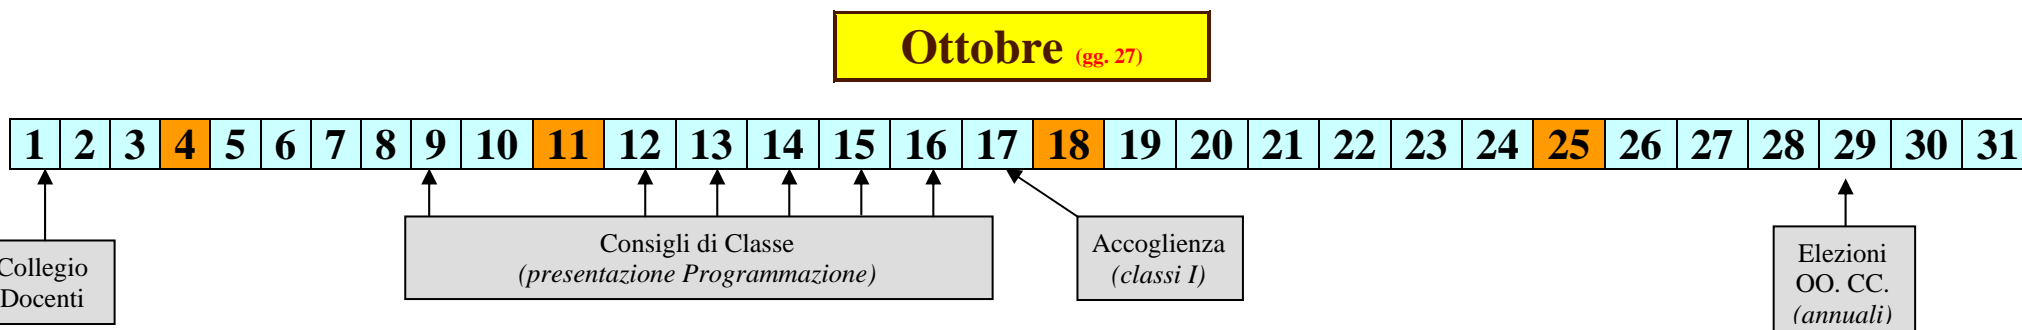 Ottobre (gg. 27)
1 2 3 4 5 6 7 8 9 10 11 12 13 14 15 16 17 18 19 20 21 22 23 24 25 26 27 28 29 30 31
Collegio
Docenti
Consigli di Classe
(presentazione Programmazione)
Accoglienza
(classi I)
Elezioni
OO. CC.
(annuali)